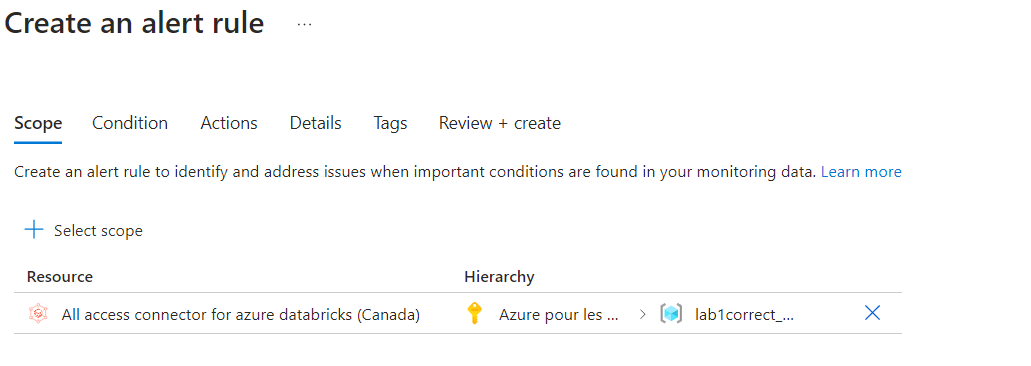 Create an alert rule ...
Scope Condition Actions Details Tags Review + create
Create an alert rule to identify and address issues when important conditions are found in your monitoring data. Learn more
+ Select scope
Resource Hierarchy
All access connector for azure databricks (Canada) Azure pour les ... > lab1correct_...